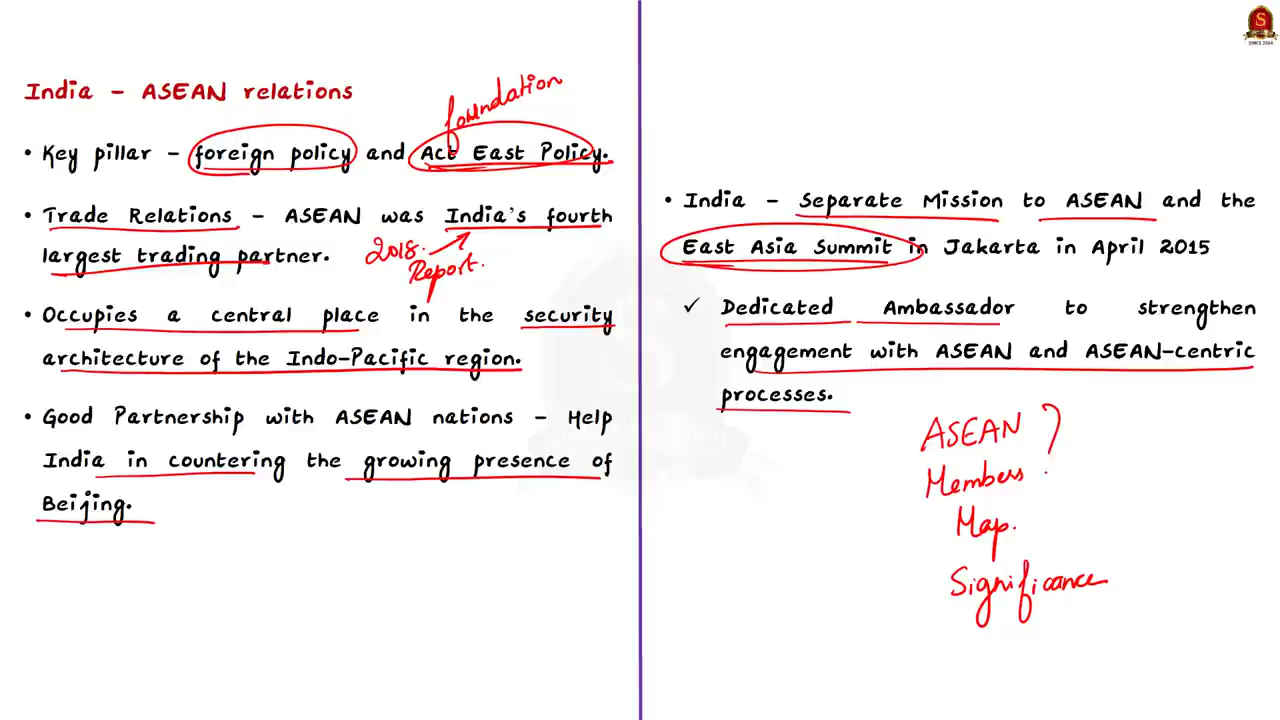 India - ASEAN relations
foundation
• Key pillar - foreign policy and Act East Policy.
• Trade Relations - ASEAN was India's fourth
largest trading partner.
2018
Report.
• Occupies a central place in the security
architecture of the Indo-Pacific region.
• Good Partnership with ASEAN nations - Help
India in countering the growing presence of
Beijing.
S
SINCE 2014
• India - Separate Mission to ASEAN and the
East Asia Summit in Jakarta in April 2015
✓ Dedicated Ambassador to strengthen
engagement with ASEAN and ASEAN-centric
processes.
ASEAN ?
Members
Map.
Significance